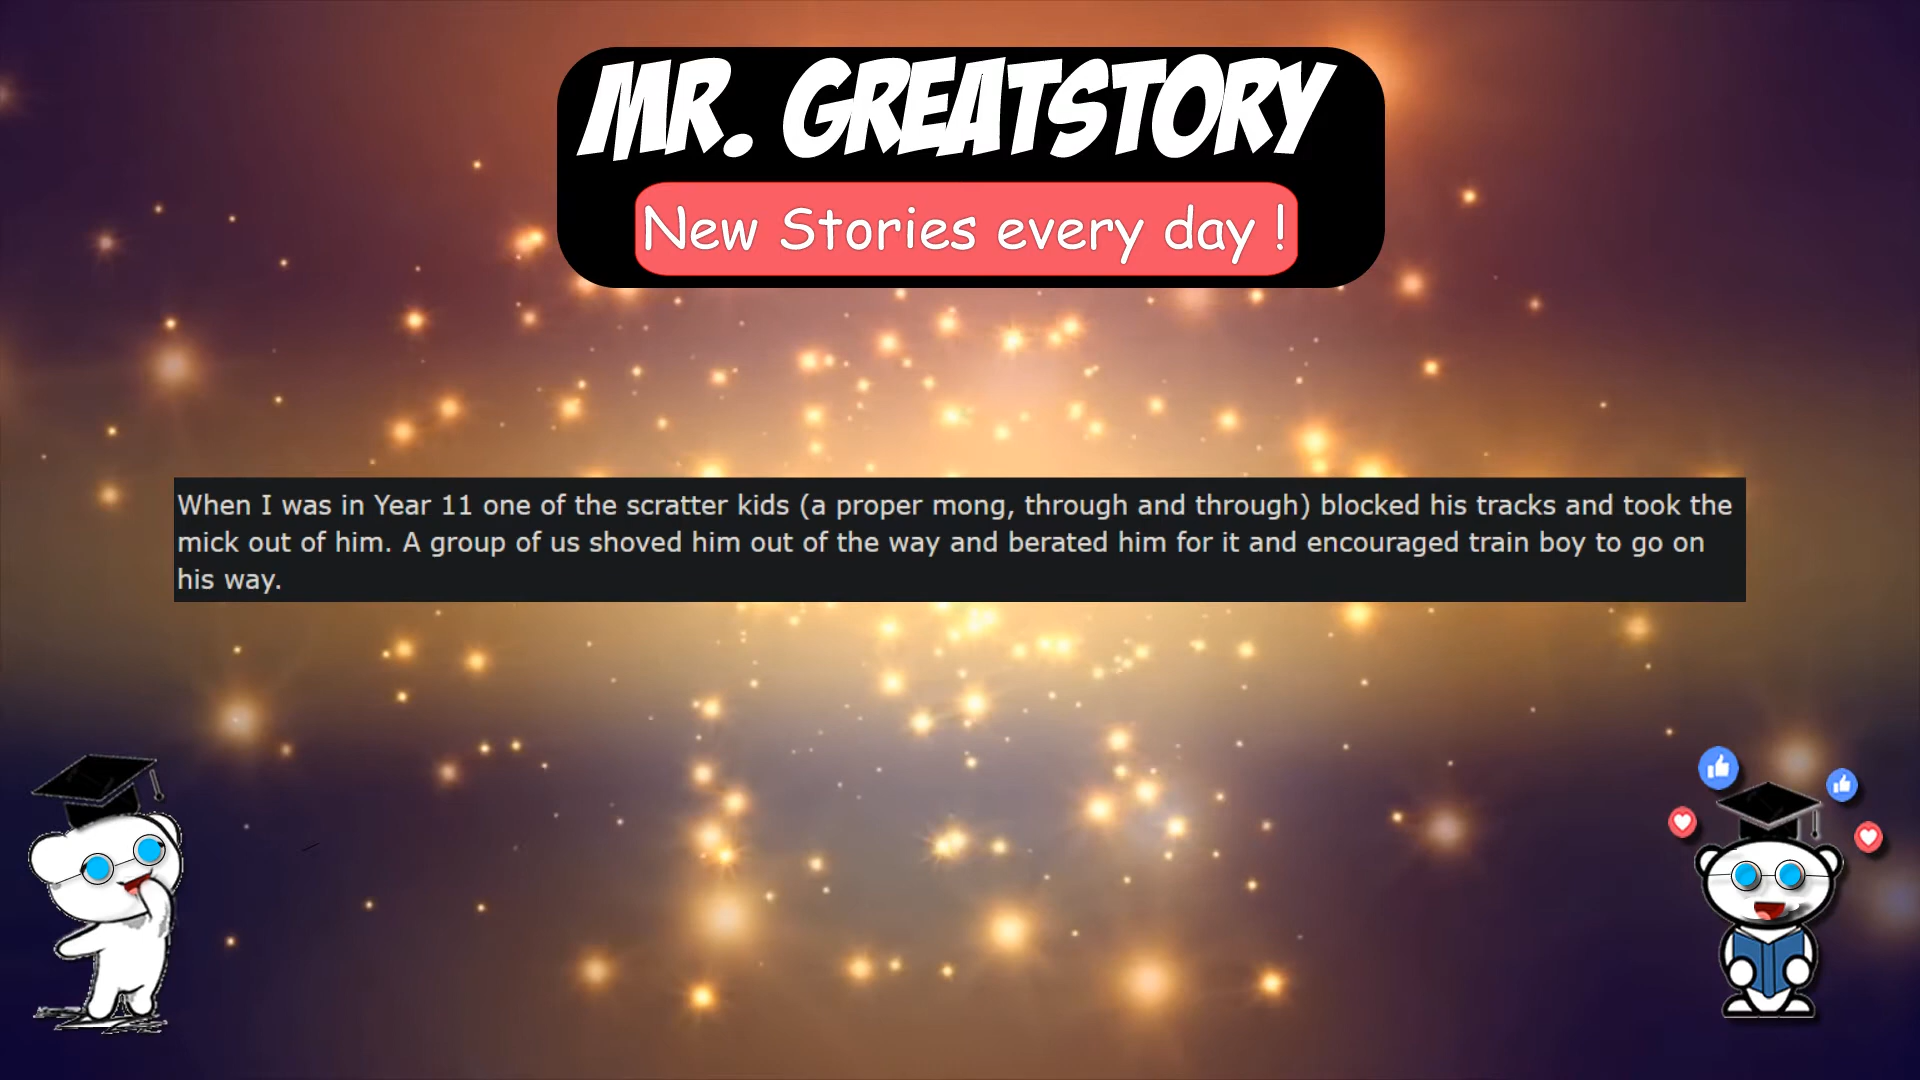 MR. GREATSTORY
New Stories every day !
When I was in Year 11 one of the scratter kids (a proper mong, through and through) blocked his tracks and took the
mick out of him. A group of us shoved him out of the way and berated him for it and encouraged train boy to go on
his way.